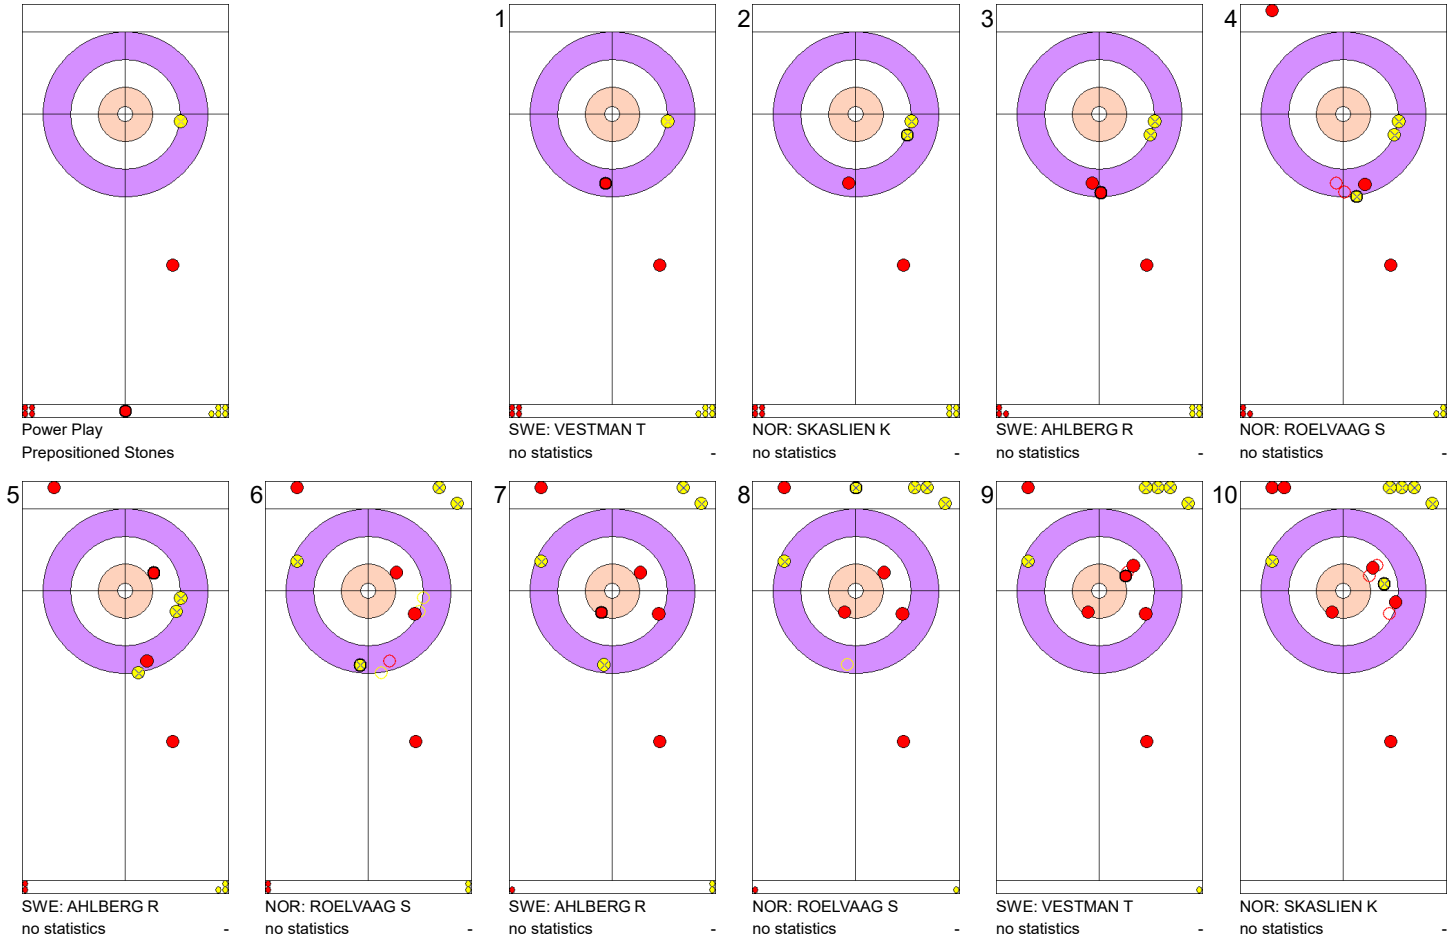 1
2
3
4
Power Play
Prepositioned Stones
SWE: VESTMAN T
no statistics -
NOR: SKASLIEN K
no statistics -
SWE: AHLBERG R
no statistics -
NOR: ROELVAAG S
no statistics -
5
6
7
8
9
10
SWE: AHLBERG R
no statistics -
NOR: ROELVAAG S
no statistics -
SWE: AHLBERG R
no statistics -
NOR: ROELVAAG S
no statistics -
SWE: VESTMAN T
no statistics -
NOR: SKASLIEN K
no statistics -